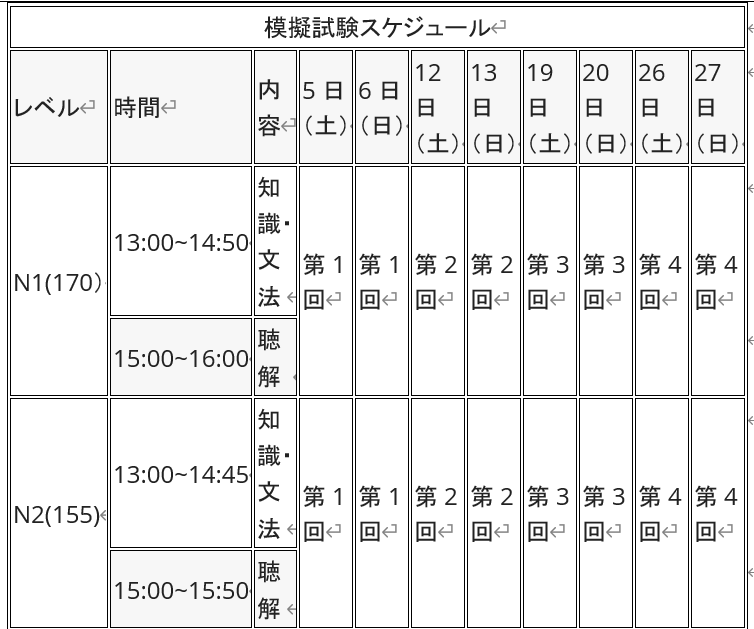 模擬試験スケジュール
レベル 時間 内容 5日(土) 6日(日) 12日(土) 13日(日) 19日(土) 20日(日) 26日(土) 27日(日)
N1(170) 13:00~14:50 知識・文法 第1回 第1回 第2回 第2回 第3回 第3回 第4回 第4回
15:00~16:00 聴解
N2(155) 13:00~14:45 知識・文法 第1回 第1回 第2回 第2回 第3回 第3回 第4回 第4回
15:00~15:50 聴解